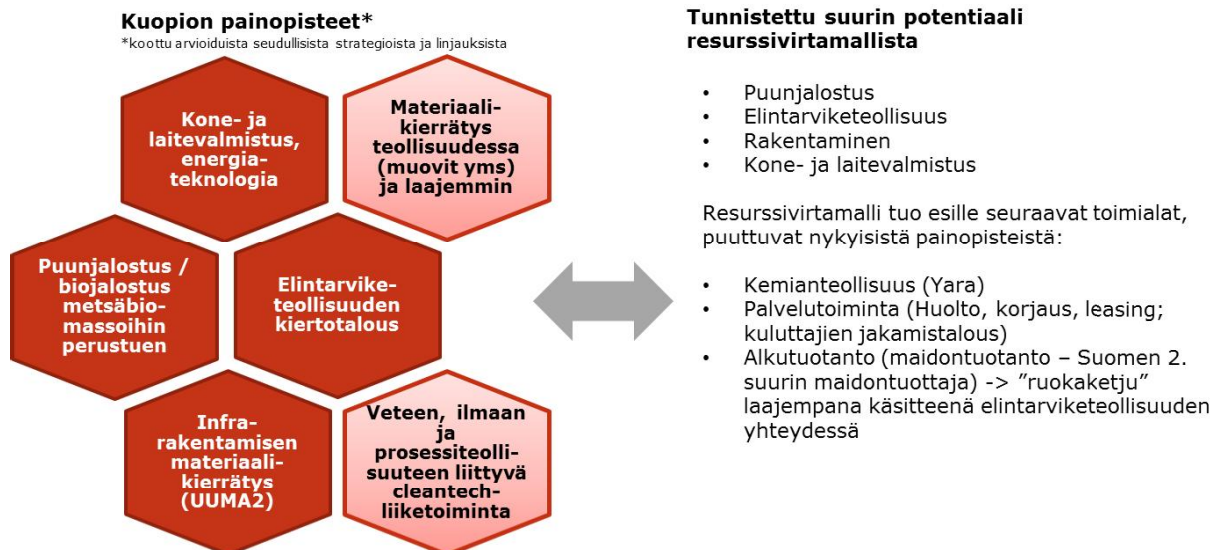 Kuopion painopisteet*
*koottu arvioiduista seudullisista strategioista ja linjauksista
Kone- ja
laitevalmistus,
energia-
teknologia
Materiaali-
kierrätys
teollisuudessa
(muovit yms)
ja laajemmin
Puunjalostus /
biojalostus
metsäbio-
massoihin
perustuen
Elintarvike-
teollisuuden
kiertotalous
Infra-
rakentamisen
materiaali-
kierrätys
(UUMA2)
Veteen, ilmaan
ja
prosessiteolli-
suuteen liittyvä
cleantech-
liiketoiminta
Tunnistettu suurin potentiaali
resurssivirtamallista
• Puunjalostus
• Elintarviketeollisuus
• Rakentaminen
• Kone- ja laitevalmistus
Resurssivirtamalli tuo esille seuraavat toimialat,
puuttuvat nykyisistä painopisteistä:
• Kemianteollisuus (Yara)
• Palvelutoiminta (Huolto, korjaus, leasing;
kuluttajien jakamistalous)
• Alkutuotanto (maidontuotanto – Suomen 2.
suurin maidontuottaja) -> ”ruokaketju”
laajempana käsitteenä elintarviketeollisuuden
yhteydessä